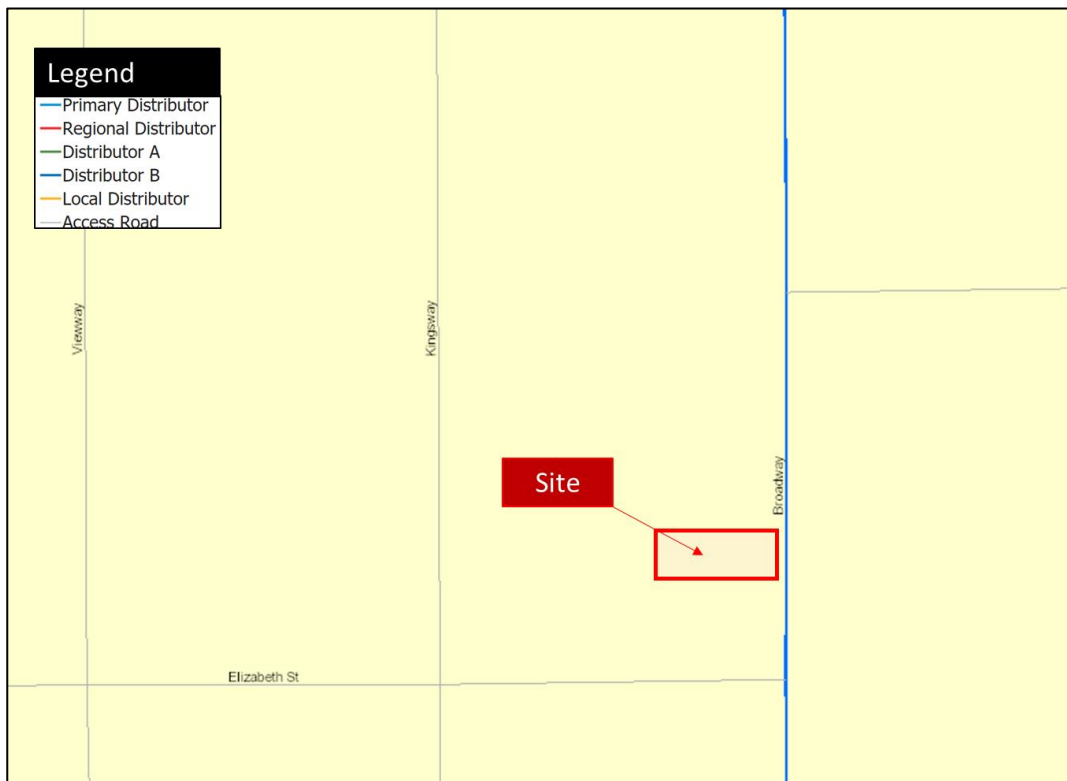 Legend
Primary Distributor
Regional Distributor
Distributor A
Distributor B
Local Distributor
Access Road
Viewway
Kingsway
Site
Broadway
Elizabeth St